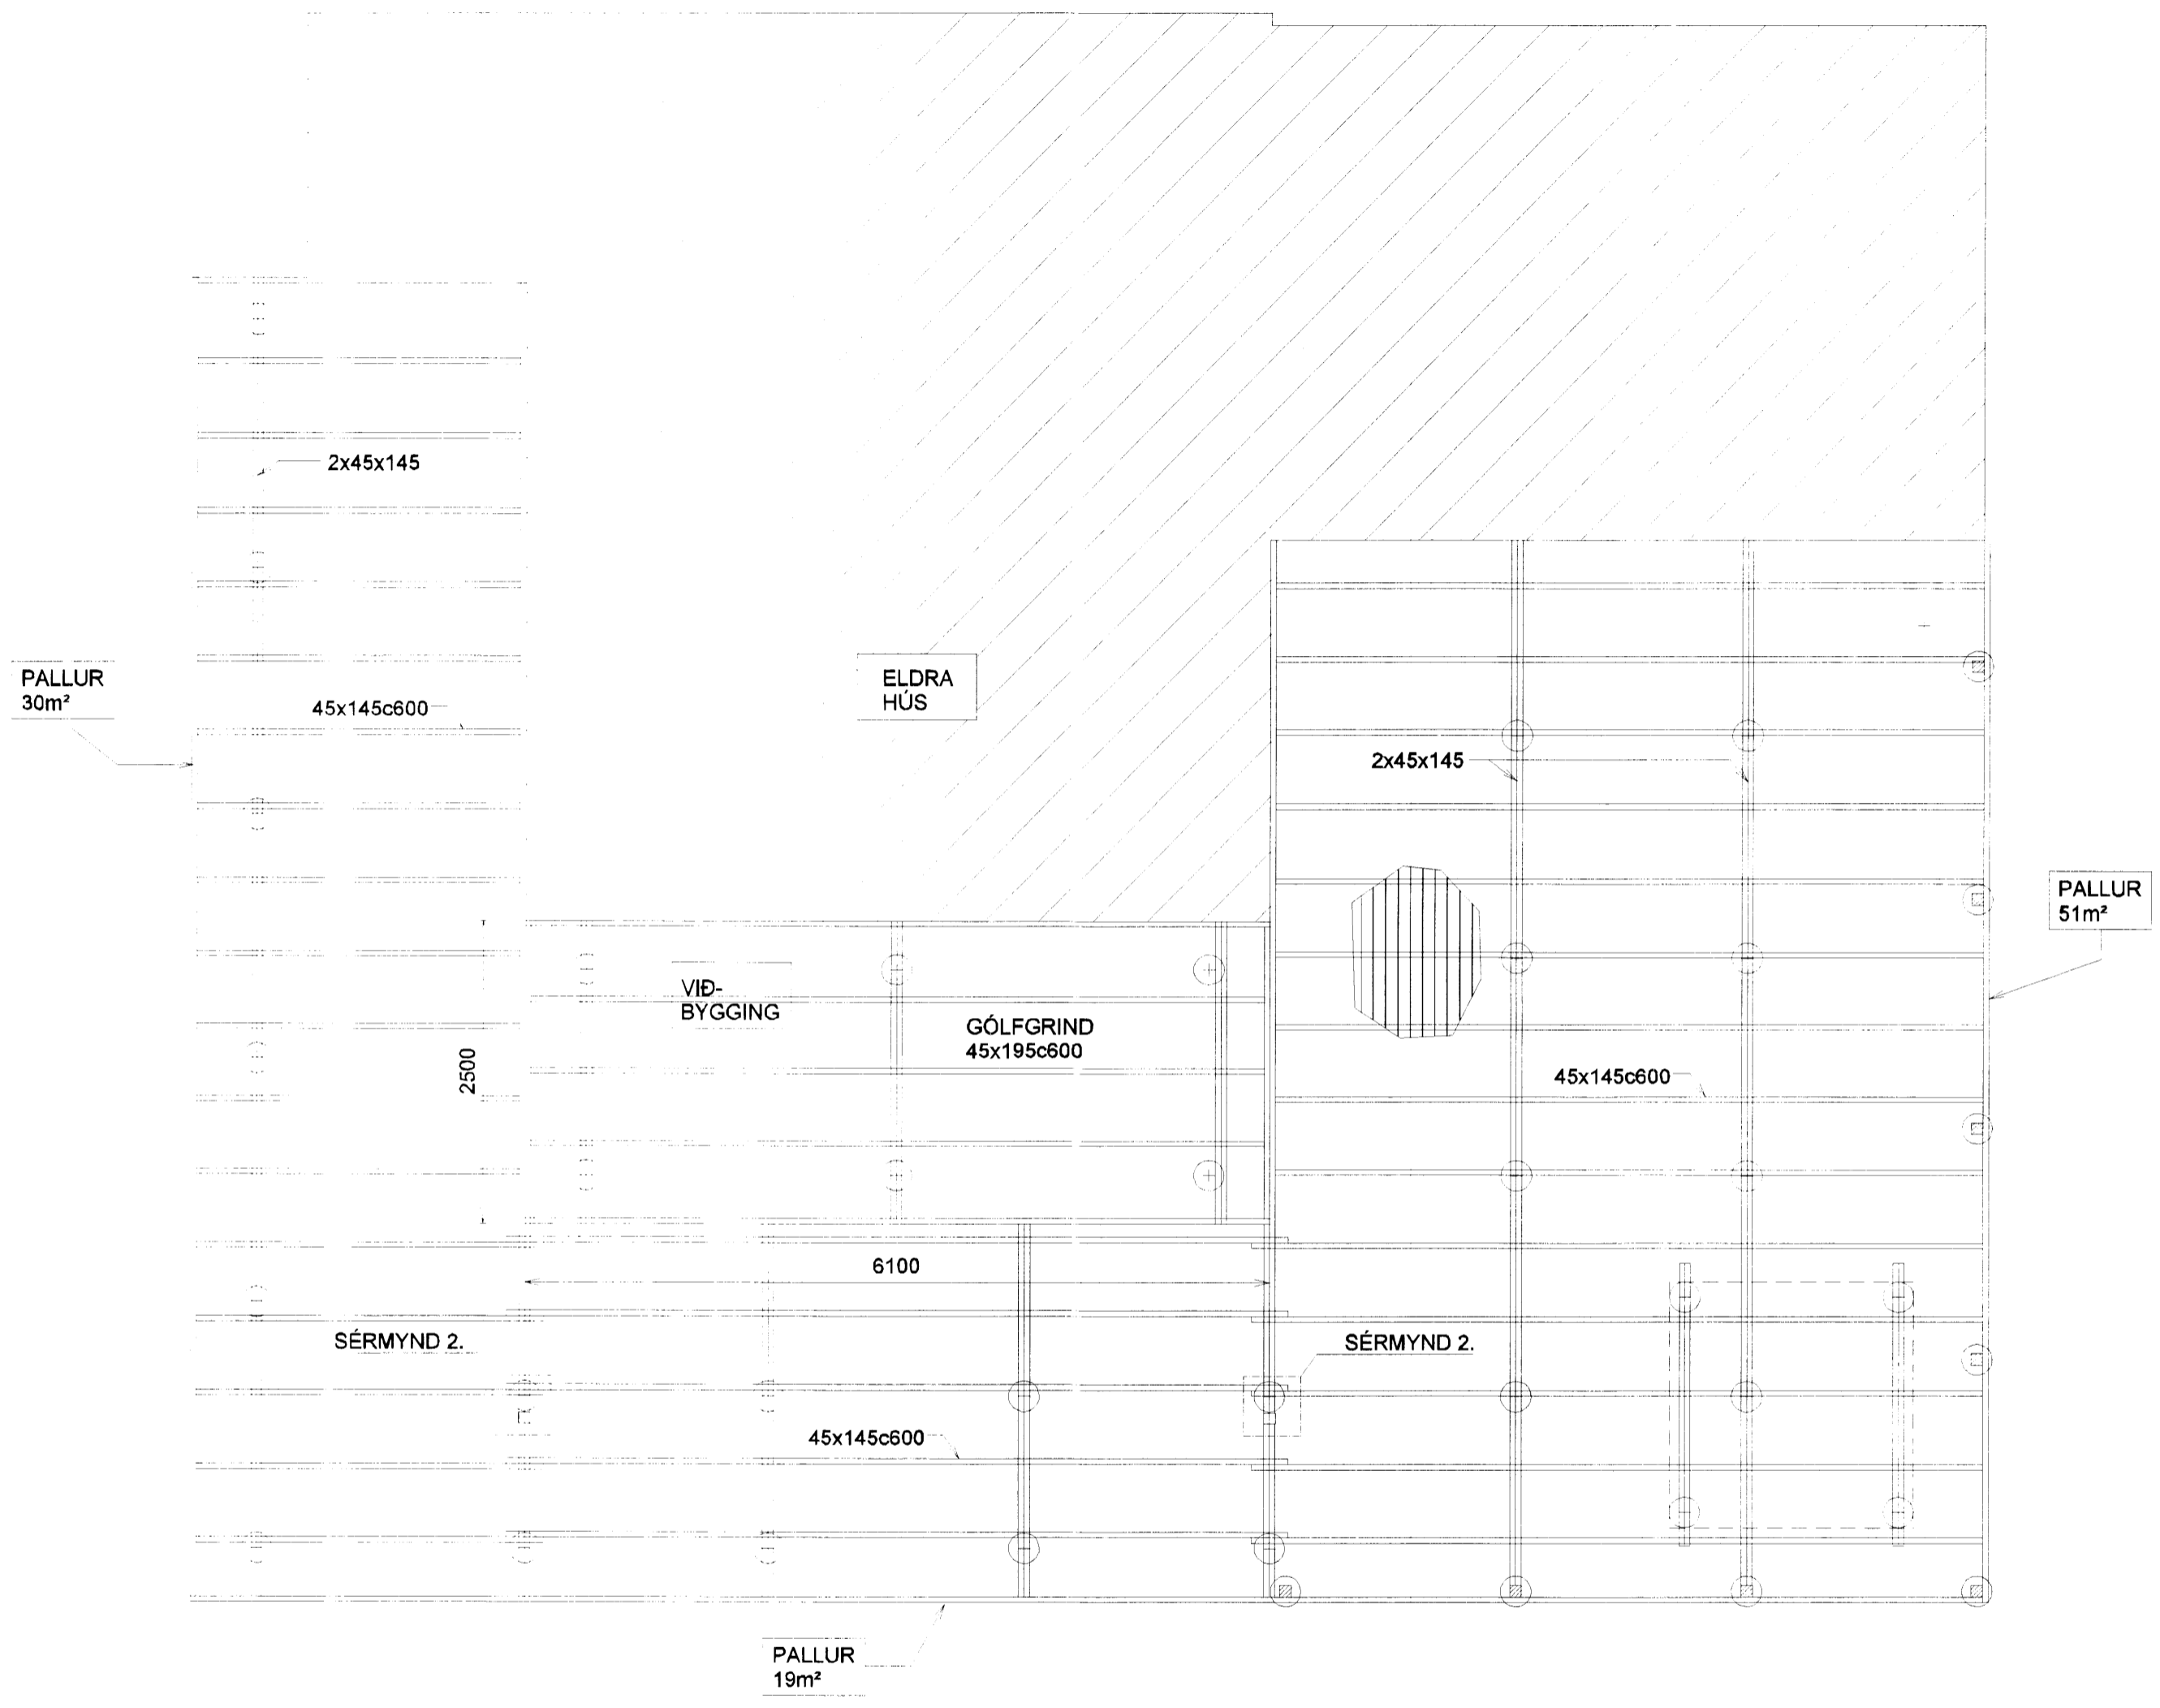 2x45x145
PALLUR
30m²
45x145c600
ELDRA
HÚS
2x45x145
PALLUR
51m²
VIÐ-
BYGGING
GÓLFGRIND
45x195c600
2500
45x145c600
6100
SÉRMYND 2.
SÉRMYND 2.
45x145c600
PALLUR
19m²